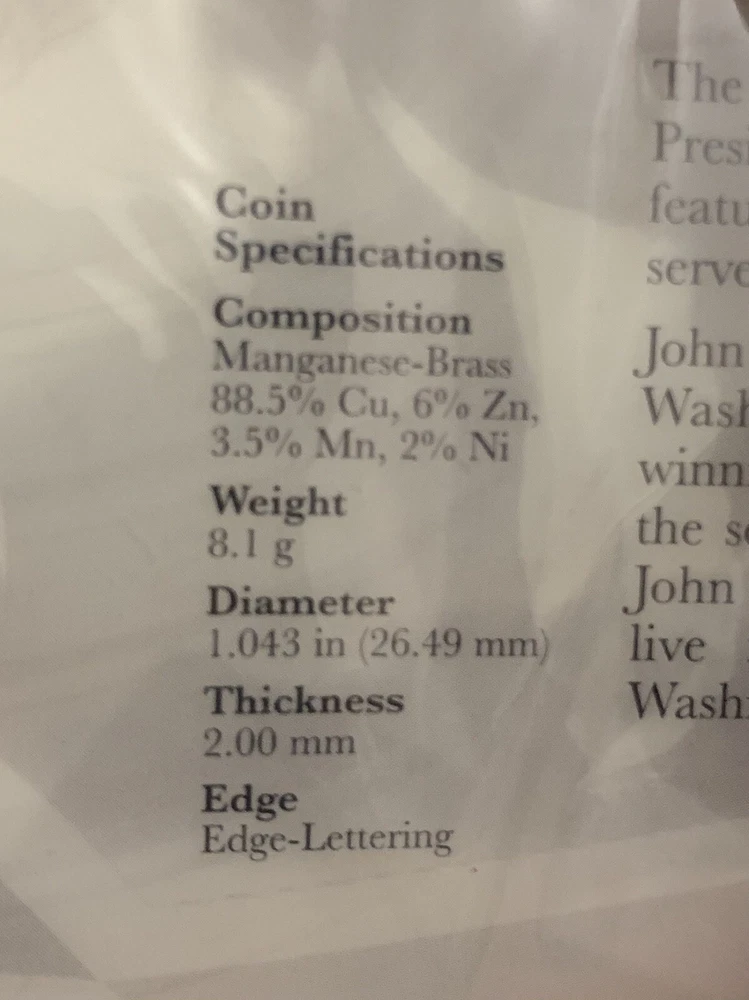 Coin
Specifications
Composition
Manganese-Brass
88.5% Cu, 6% Zn,
3.5% Mn, 2% Ni
Weight
8.1 g
Diameter
1.043 in (26.49 mm)
Thickness
2.00 mm
Edge
Edge-Lettering
The
John
the
John
live